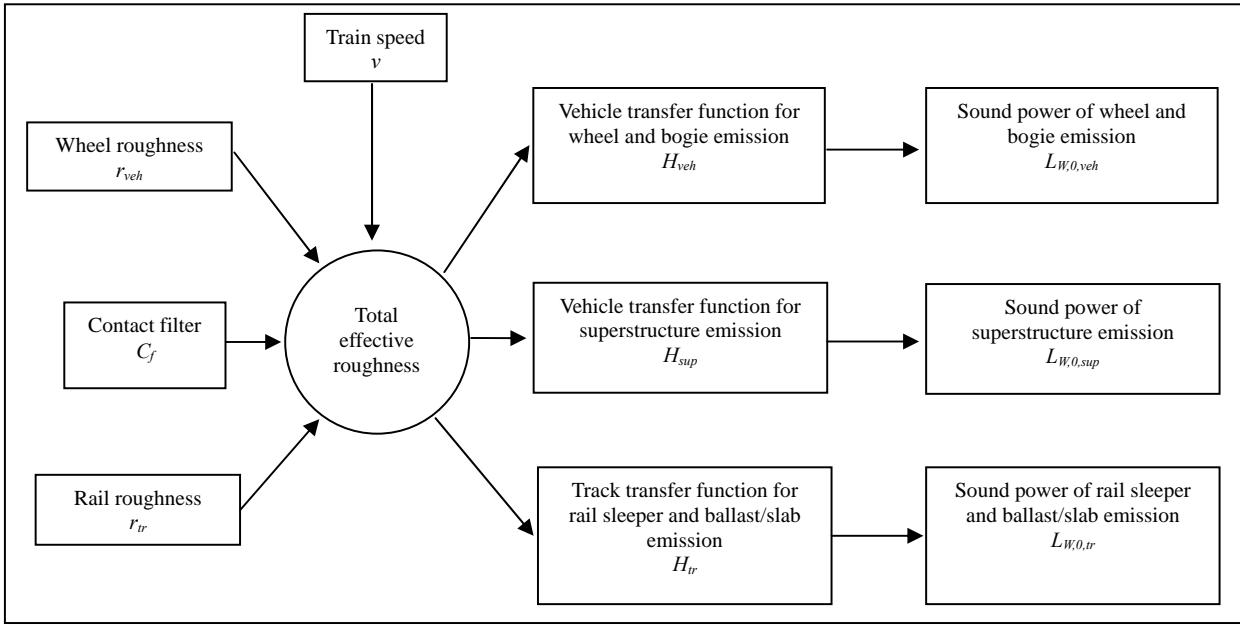 Train speed
v
Wheel roughness
r_veh
Contact filter
C_f
Rail roughness
r_tr
Total
effective
roughness
Vehicle transfer function for
wheel and bogie emission
H_veh
Vehicle transfer function for
superstructure emission
H_sup
Track transfer function for
rail sleeper and ballast/slab
emission
H_tr
Sound power of wheel and
bogie emission
L_W,0,veh
Sound power of
superstructure emission
L_W,0,sup
Sound power of rail sleeper
and ballast/slab emission
L_W,0,tr